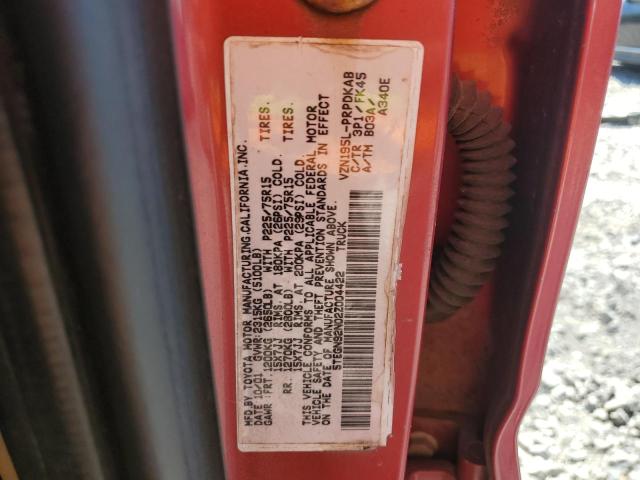 MFD.BY TOYOTA MOTOR MANUFACTURING.CALIFORNIA.INC.
DATE 10/01 GVWR:2315KG (5100LB)
GAWR : FRT.1200KG (2650LB). WITH P225/75R15 TIRES.
15X7JJ RIMS.AT 180KPA (26PSI) COLD.
RR. 1270KG (2800LB). WITH P225/75R15 TIRES.
15X7JJ RIMS.AT 200KPA (29PSI) COLD.
THIS VEHICLE CONFORMS TO ALL APPLICABLE FEDERAL MOTOR
VEHICLE SAFETY AND THEFT PREVENTION STANDARDS IN EFFECT
ON THE DATE OF MANUFACTURE SHOWN ABOVE.
5TEGN92N02Z004422 TRUCK
VZN195L-PRPDKAB
C/TR 3P1/FK45
A/TM B03A/
A340E